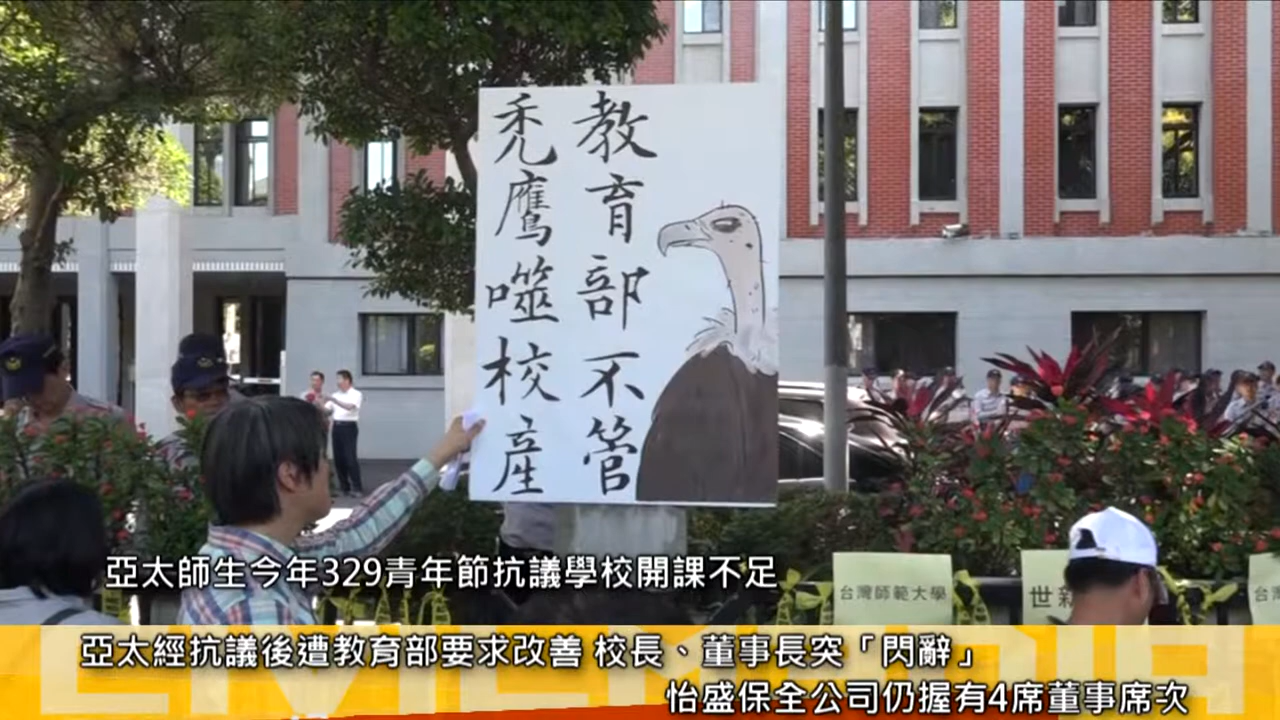 教育部不管
禿鷹噬校産
亞太師生今年329青年節抗議學校開課不足
台灣師範大學
世新
台灣
亞太經抗議後遭教育部要求改善 校長、董事長突「閃辭」
怡盛保全公司仍握有4席董事席次